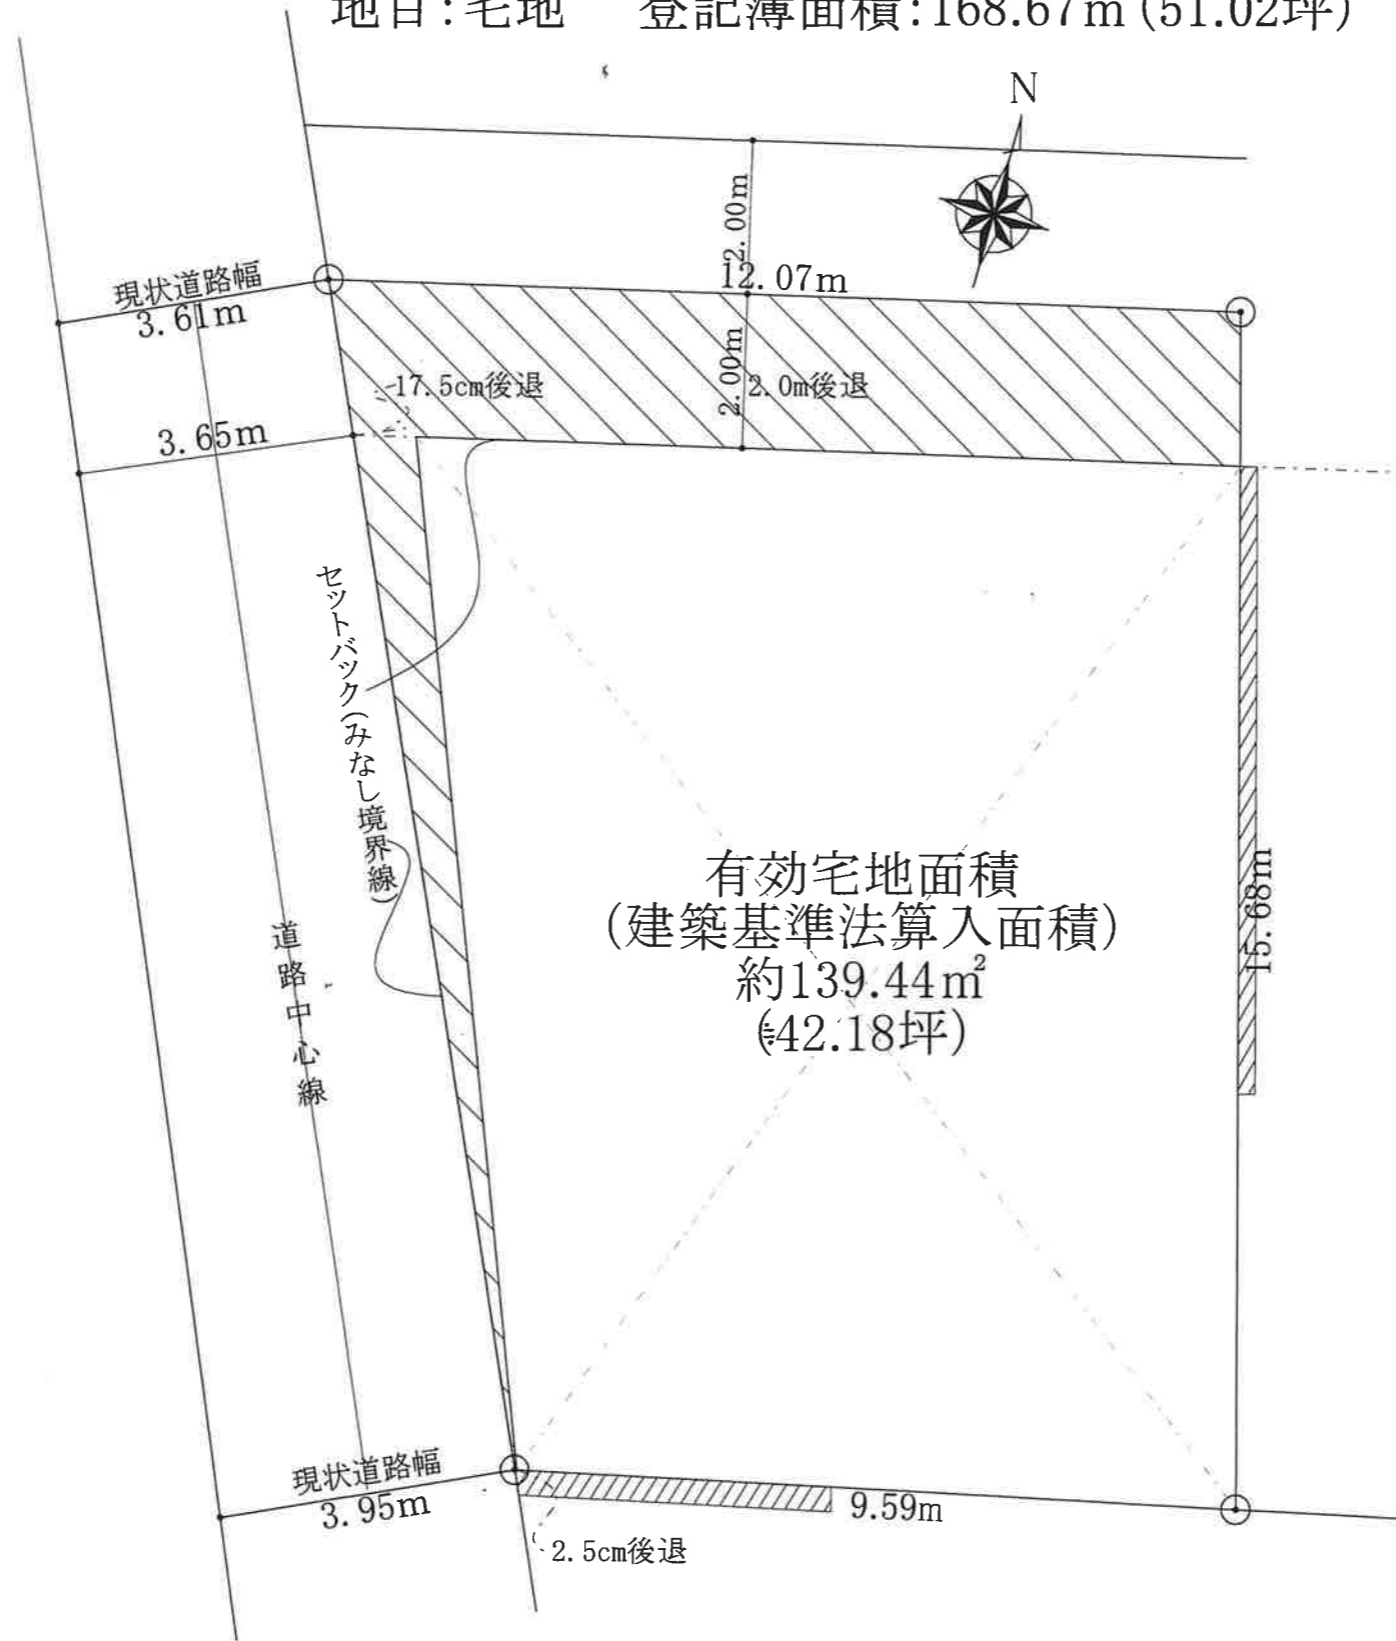 地目:宅地 登記簿面積:168.67㎡(51.02坪)
N
2.00m
12.07m
現状道路幅
3.61m
2.00m
2.0m後退
17.5cm後退
3.65m
セットバック(みなし境界線)
有効宅地面積
(建築基準法算入面積)
約139.44㎡
(42.18坪)
15.68m
道路中心線
現状道路幅
3.95m
9.59m
2.5cm後退